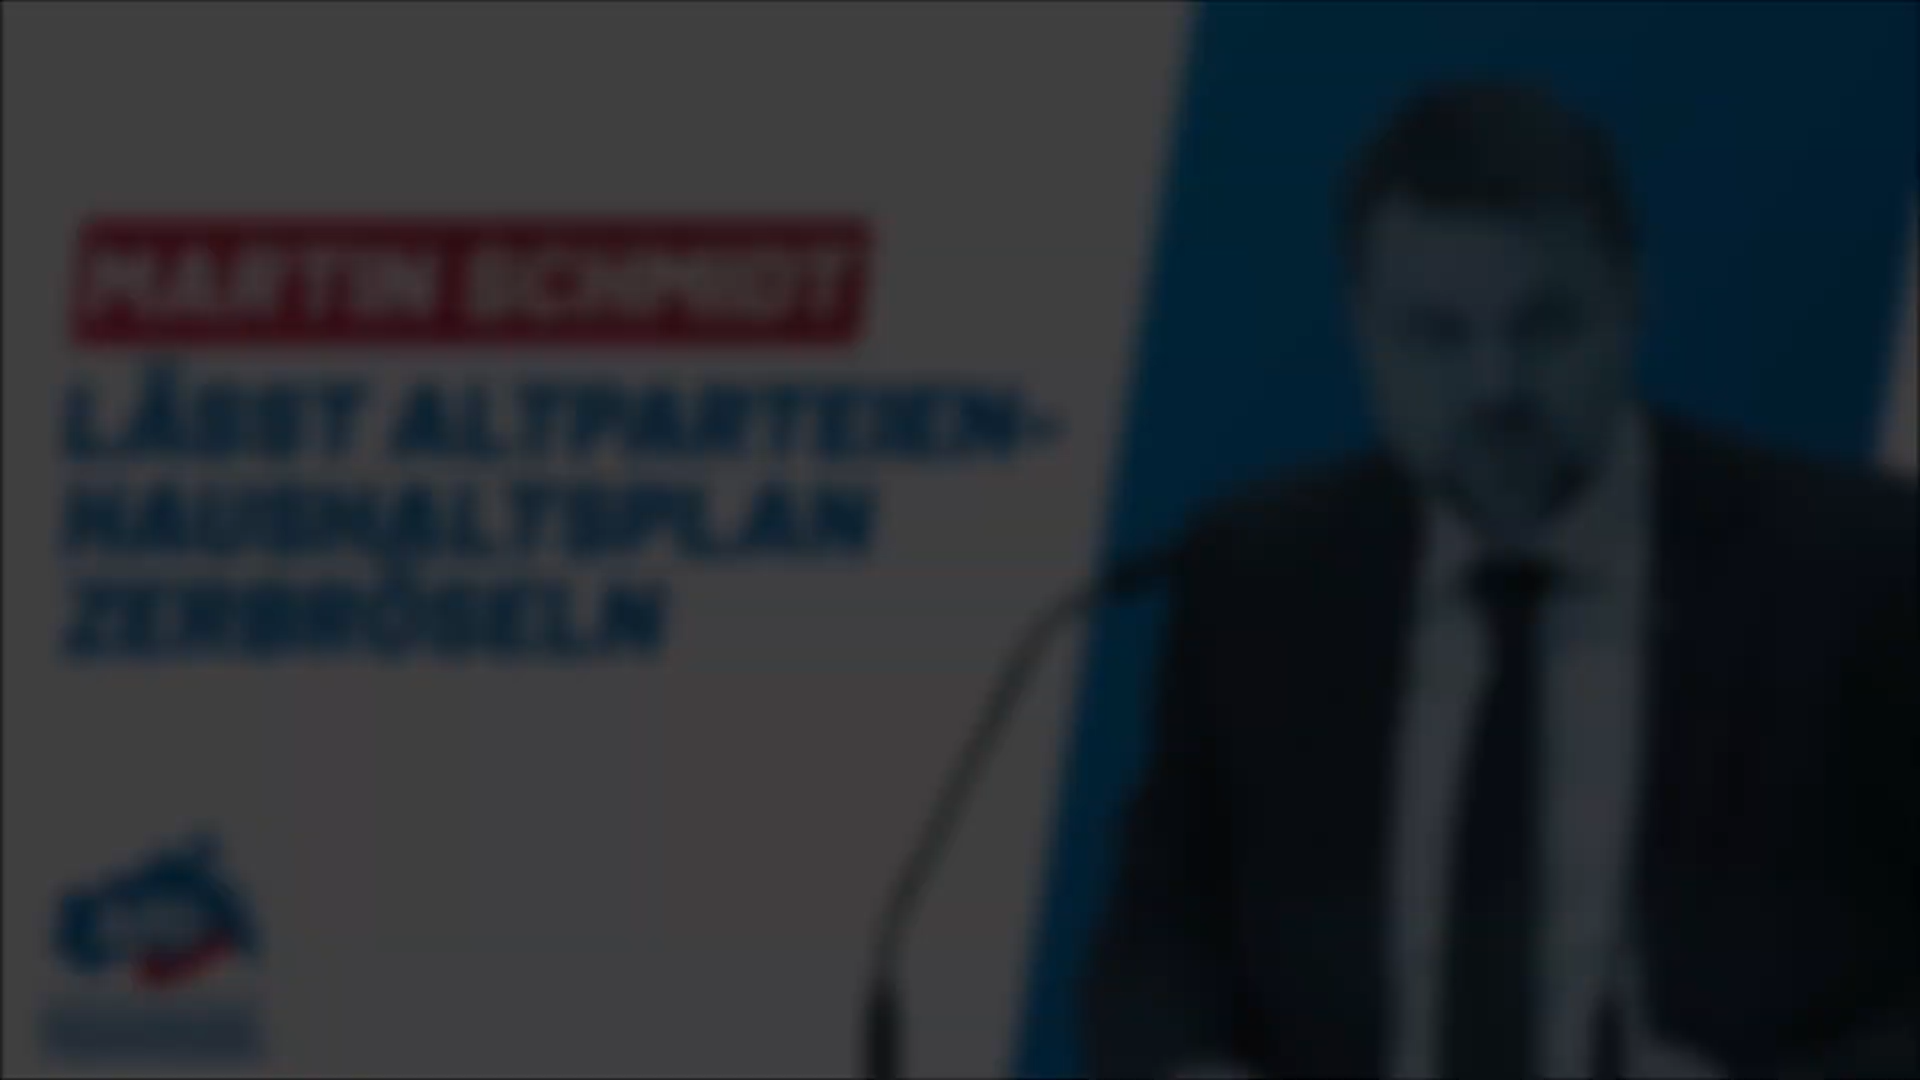 MARTIN SCHMIDT
LÄSST ALTPARTEIEN-
HAUSHALTSPLAN
ZERBRÖSELN